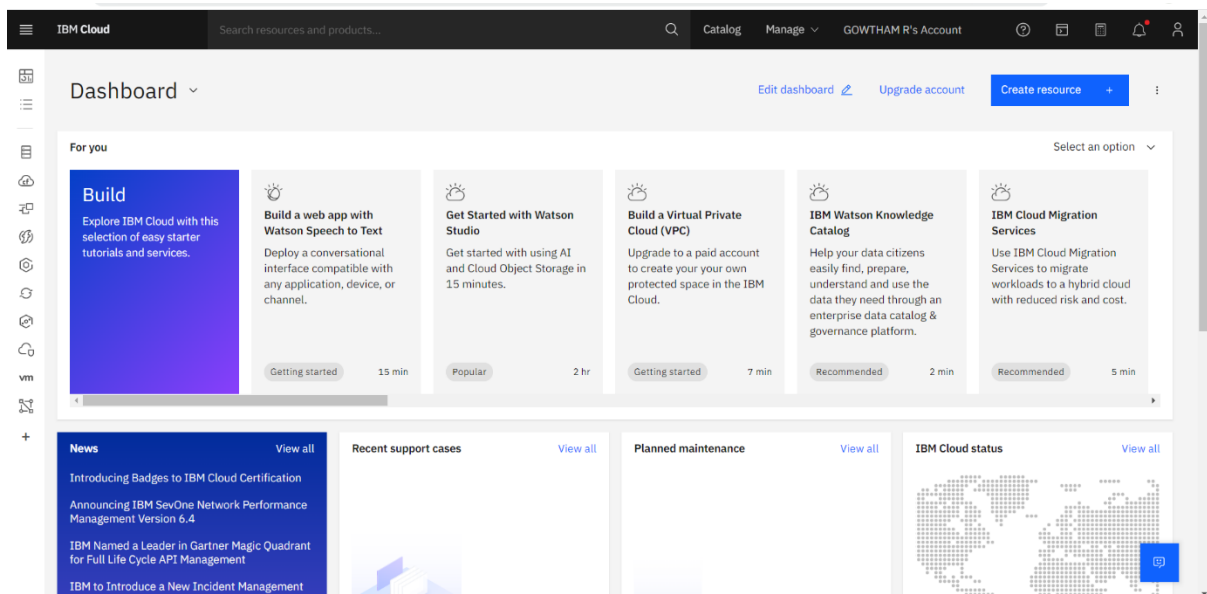 IBM Cloud
Search resources and products...
Catalog
Manage
GOWTHAM R's Account
Dashboard
Edit dashboard
Upgrade account
Create resource +
For you
Select an option
Build
Explore IBM Cloud with this
selection of easy starter
tutorials and services.
Build a web app with
Watson Speech to Text
Deploy a conversational
interface compatible with
any application, device, or
channel.
Getting started
15 min
Get Started with Watson
Studio
Get started with using AI
and Cloud Object Storage in
15 minutes.
Popular
2 hr
Build a Virtual Private
Cloud (VPC)
Upgrade to a paid account
to create your your own
protected space in the IBM
Cloud.
Getting started
7 min
IBM Watson Knowledge
Catalog
Help your data citizens
easily find, prepare,
understand and use the
data they need through an
enterprise data catalog &
governance platform.
Recommended
2 min
IBM Cloud Migration
Services
Use IBM Cloud Migration
Services to migrate
workloads to a hybrid cloud
with reduced risk and cost.
Recommended
5 min
vm
News
View all
Introducing Badges to IBM Cloud Certification
Announcing IBM SevOne Network Performance
Management Version 6.4
IBM Named a Leader in Gartner Magic Quadrant
for Full Life Cycle API Management
IBM to Introduce a New Incident Management
Recent support cases
View all
Planned maintenance
View all
IBM Cloud status
View all